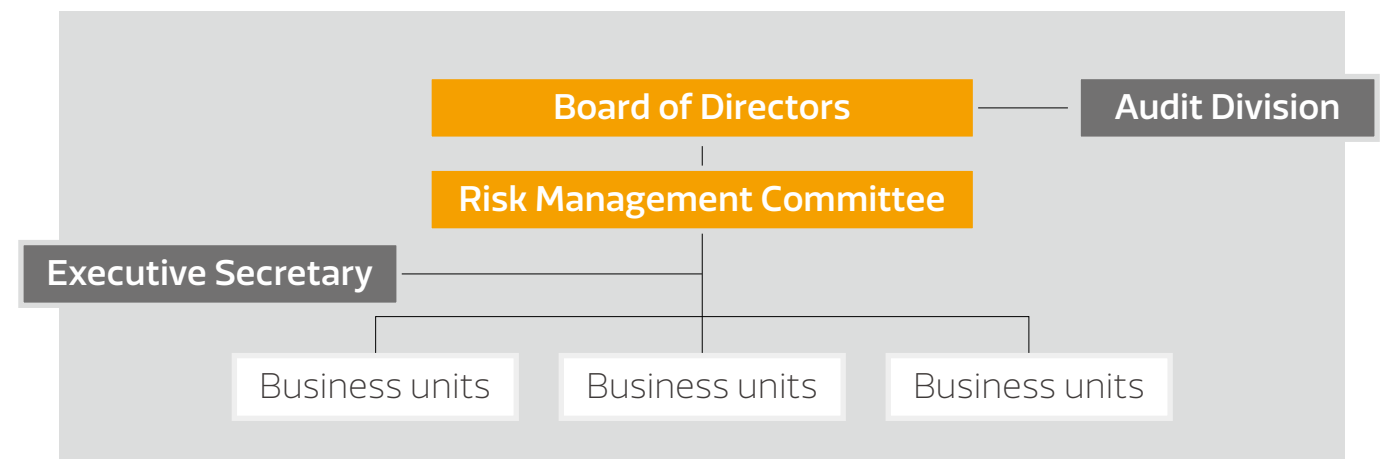 Board of Directors
Audit Division
Risk Management Committee
Executive Secretary
Business units
Business units
Business units